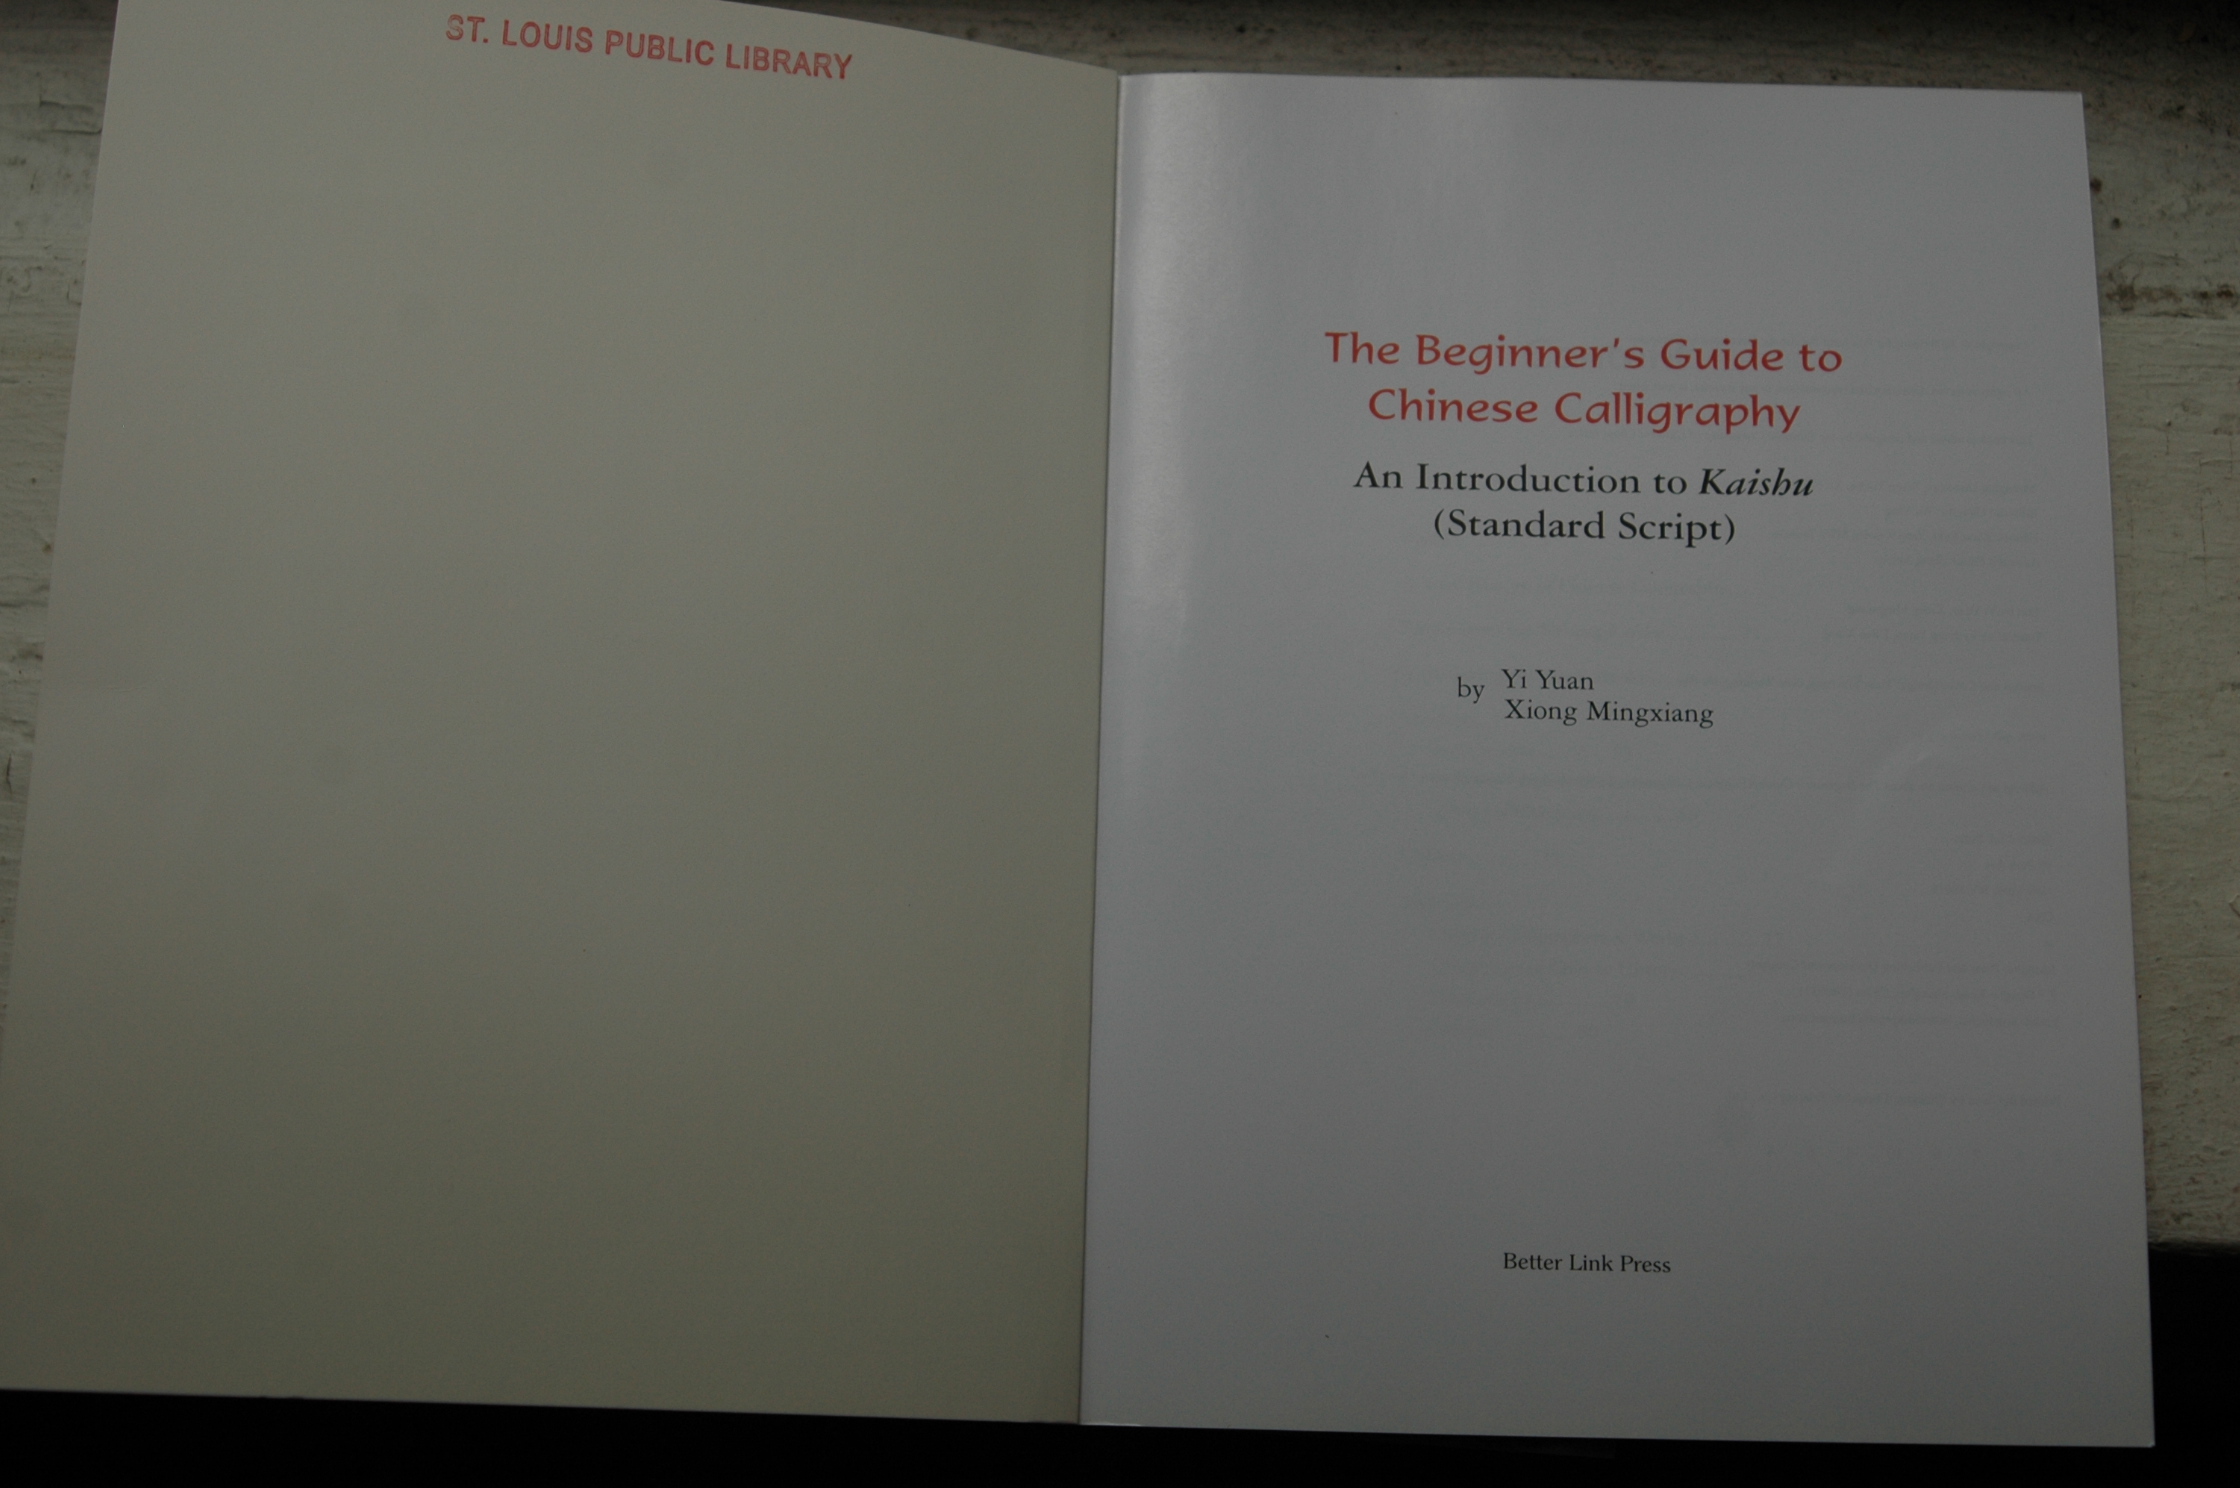 ST. LOUIS PUBLIC LIBRARY
The Beginner's Guide to
Chinese Calligraphy
An Introduction to Kaishu
(Standard Script)
by Yi Yuan
Xiong Mingxiang
Better Link Press